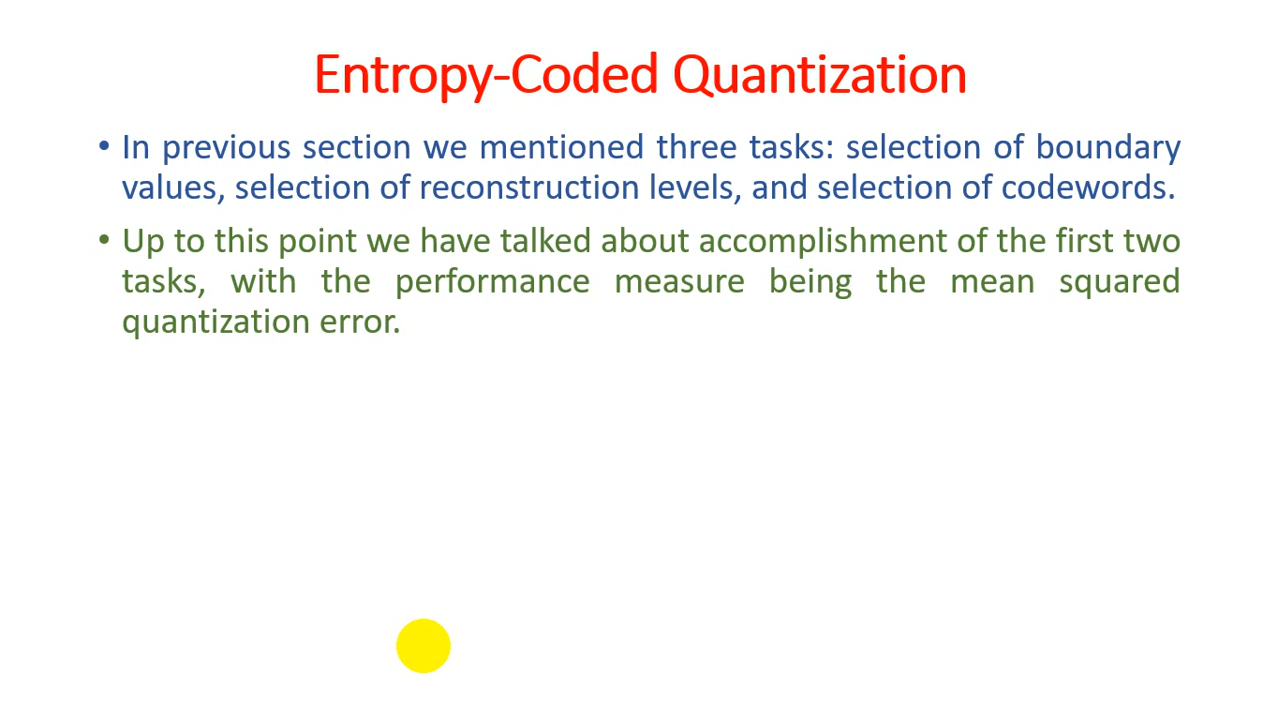 Entropy-Coded Quantization
• In previous section we mentioned three tasks: selection of boundary
values, selection of reconstruction levels, and selection of codewords.
• Up to this point we have talked about accomplishment of the first two
tasks, with the performance measure being the mean squared
quantization error.